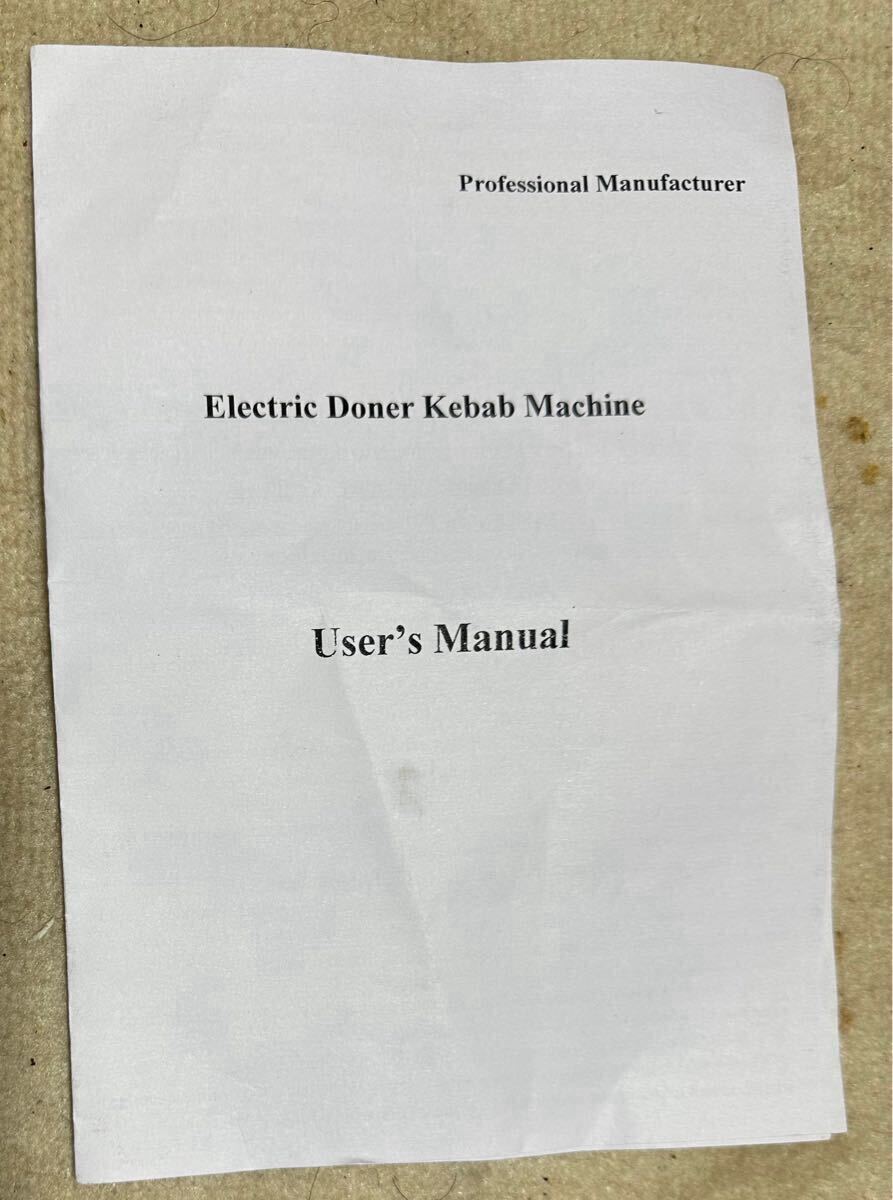 Professional Manufacturer
Electric Doner Kebab Machine
User’s Manual